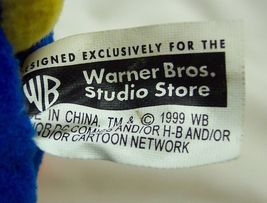 SIGNED EXCLUSIVELY FOR THE
WB
Warner Bros.
Studio Store
E IN CHINA, TM & © 1999 WB
DC COMICS AND/OR H-B AND/OR
OR CARTOON NETWORK